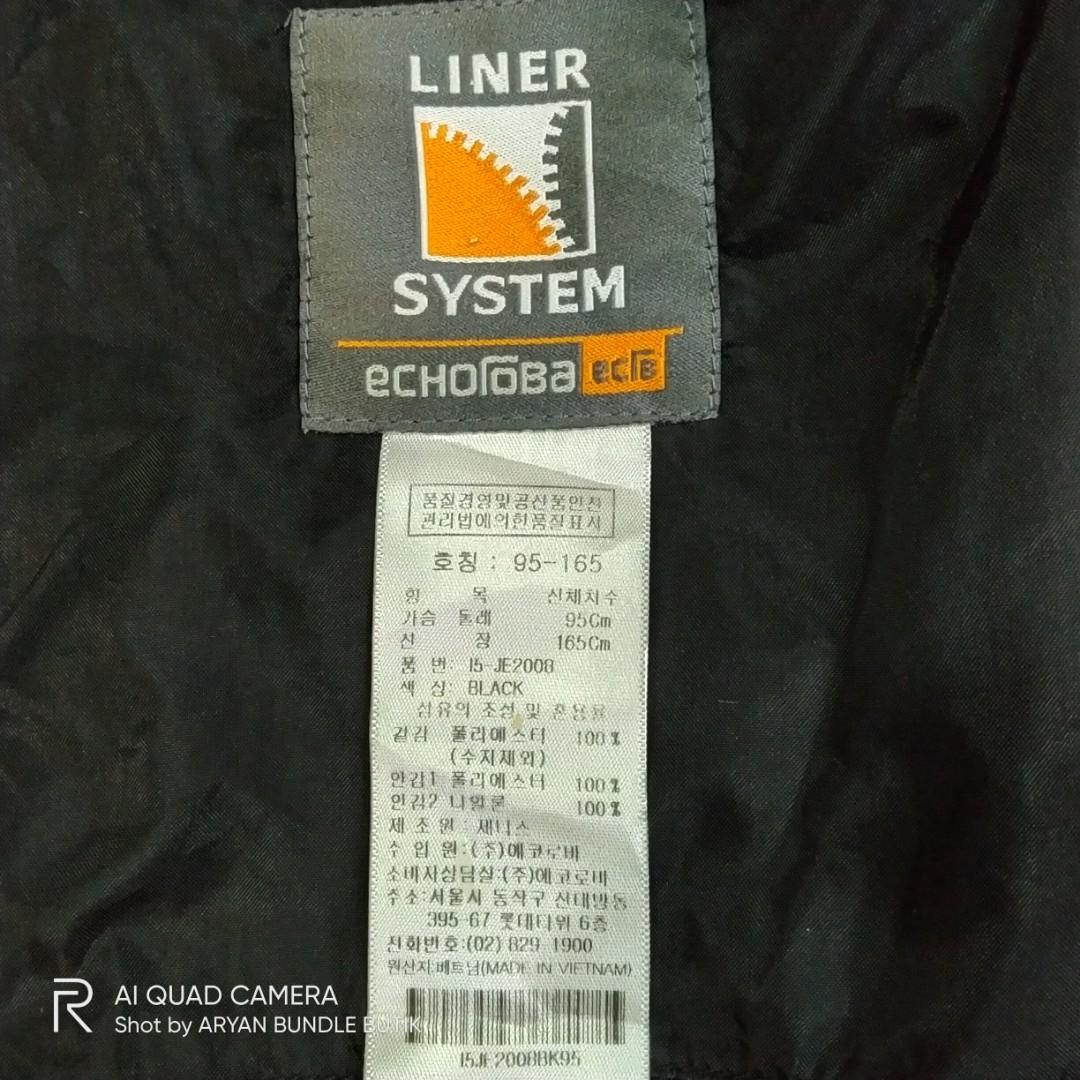 LINER
SYSTEM
ecHoroBa ecrB
품질경영및공산품안전
관리법에의한품질표시
호칭 : 95-165
항 목 신체치수
가슴 둘레 95Cm
신 장 165Cm
품 번: I5-JE2008
색 상: BLACK
섬유의 조성 및 혼용율
겉감 폴리에스터 100%
(수지제외)
안감1 폴리에스터 100%
안감2 나일론 100%
제 조 원 : 제니스
수 입 원:(주)에코로바
소비자상담실:(주)에코로바
주소:서울시 동작구 신대방동
395-67 롯데타워 6층
전화번호:(02) 829 1900
원산지:베트남(MADE IN VIETNAM)
I5JE2008BK95
AI QUAD CAMERA
Shot by ARYAN BUNDLE BUTIK